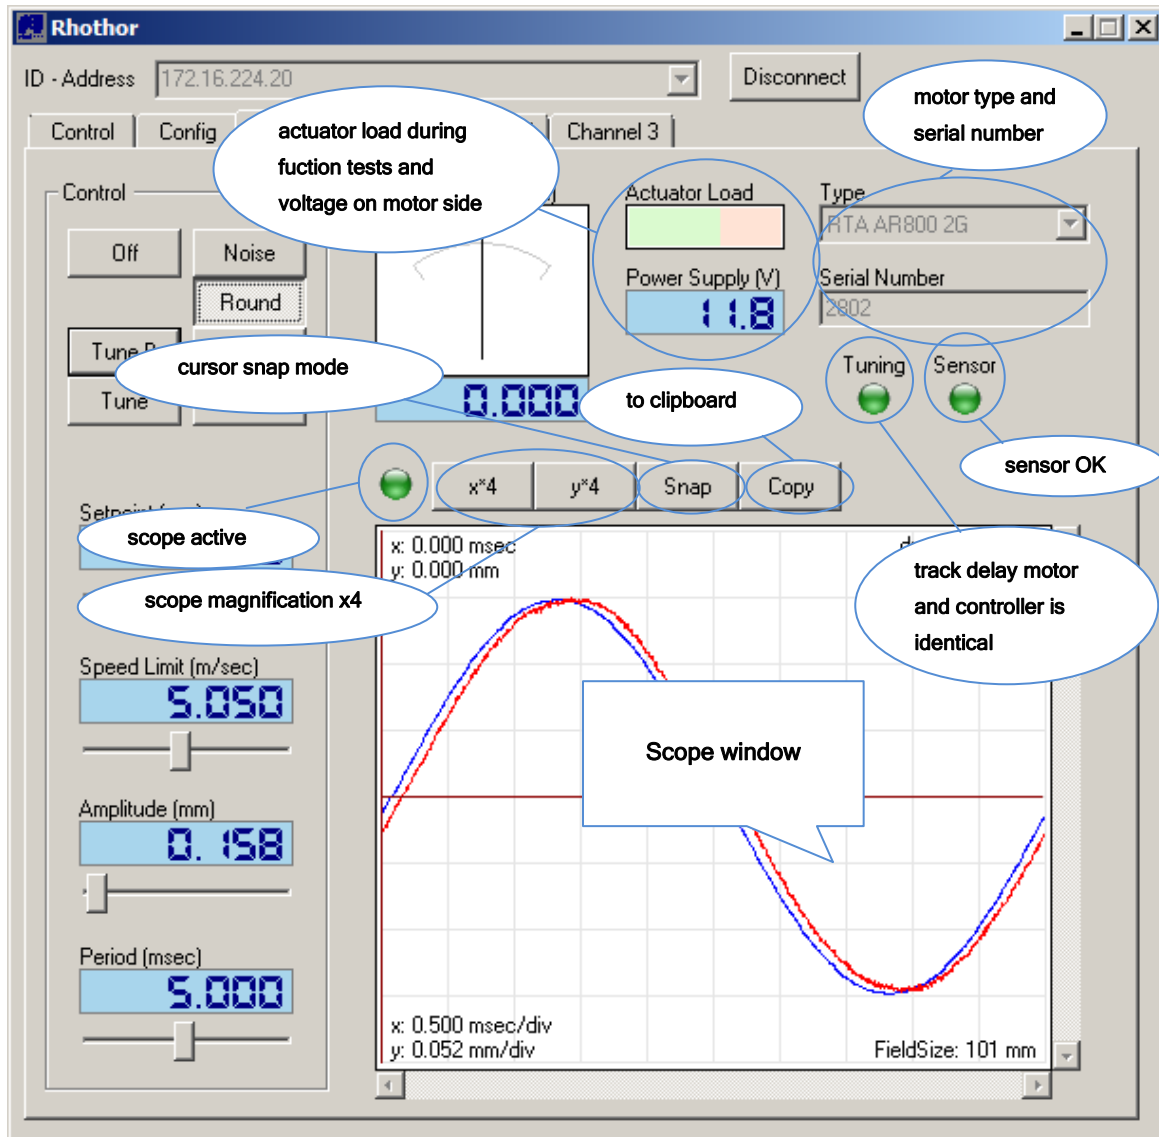 Rhothor
ID - Address
172.16.224.20
Disconnect
Control
Config
Channel 3
actuator load during
fuction tests and
voltage on motor side
motor type and
serial number
Control
Off
Noise
Round
Tune
Actuator Load
Power Supply (V)
11.8
Type
RTA AR800 2G
Serial Number
2802
cursor snap mode
0.000
to clipboard
Tuning
Sensor
sensor OK
x*4
y*4
Snap
Copy
scope active
scope magnification x4
x: 0.000 msec
y: 0.000 mm
track delay motor
and controller is
identical
Speed Limit (m/sec)
5.050
Scope window
Amplitude (mm)
0.158
Period (msec)
5.000
x: 0.500 msec/div
y: 0.052 mm/div
FieldSize: 101 mm